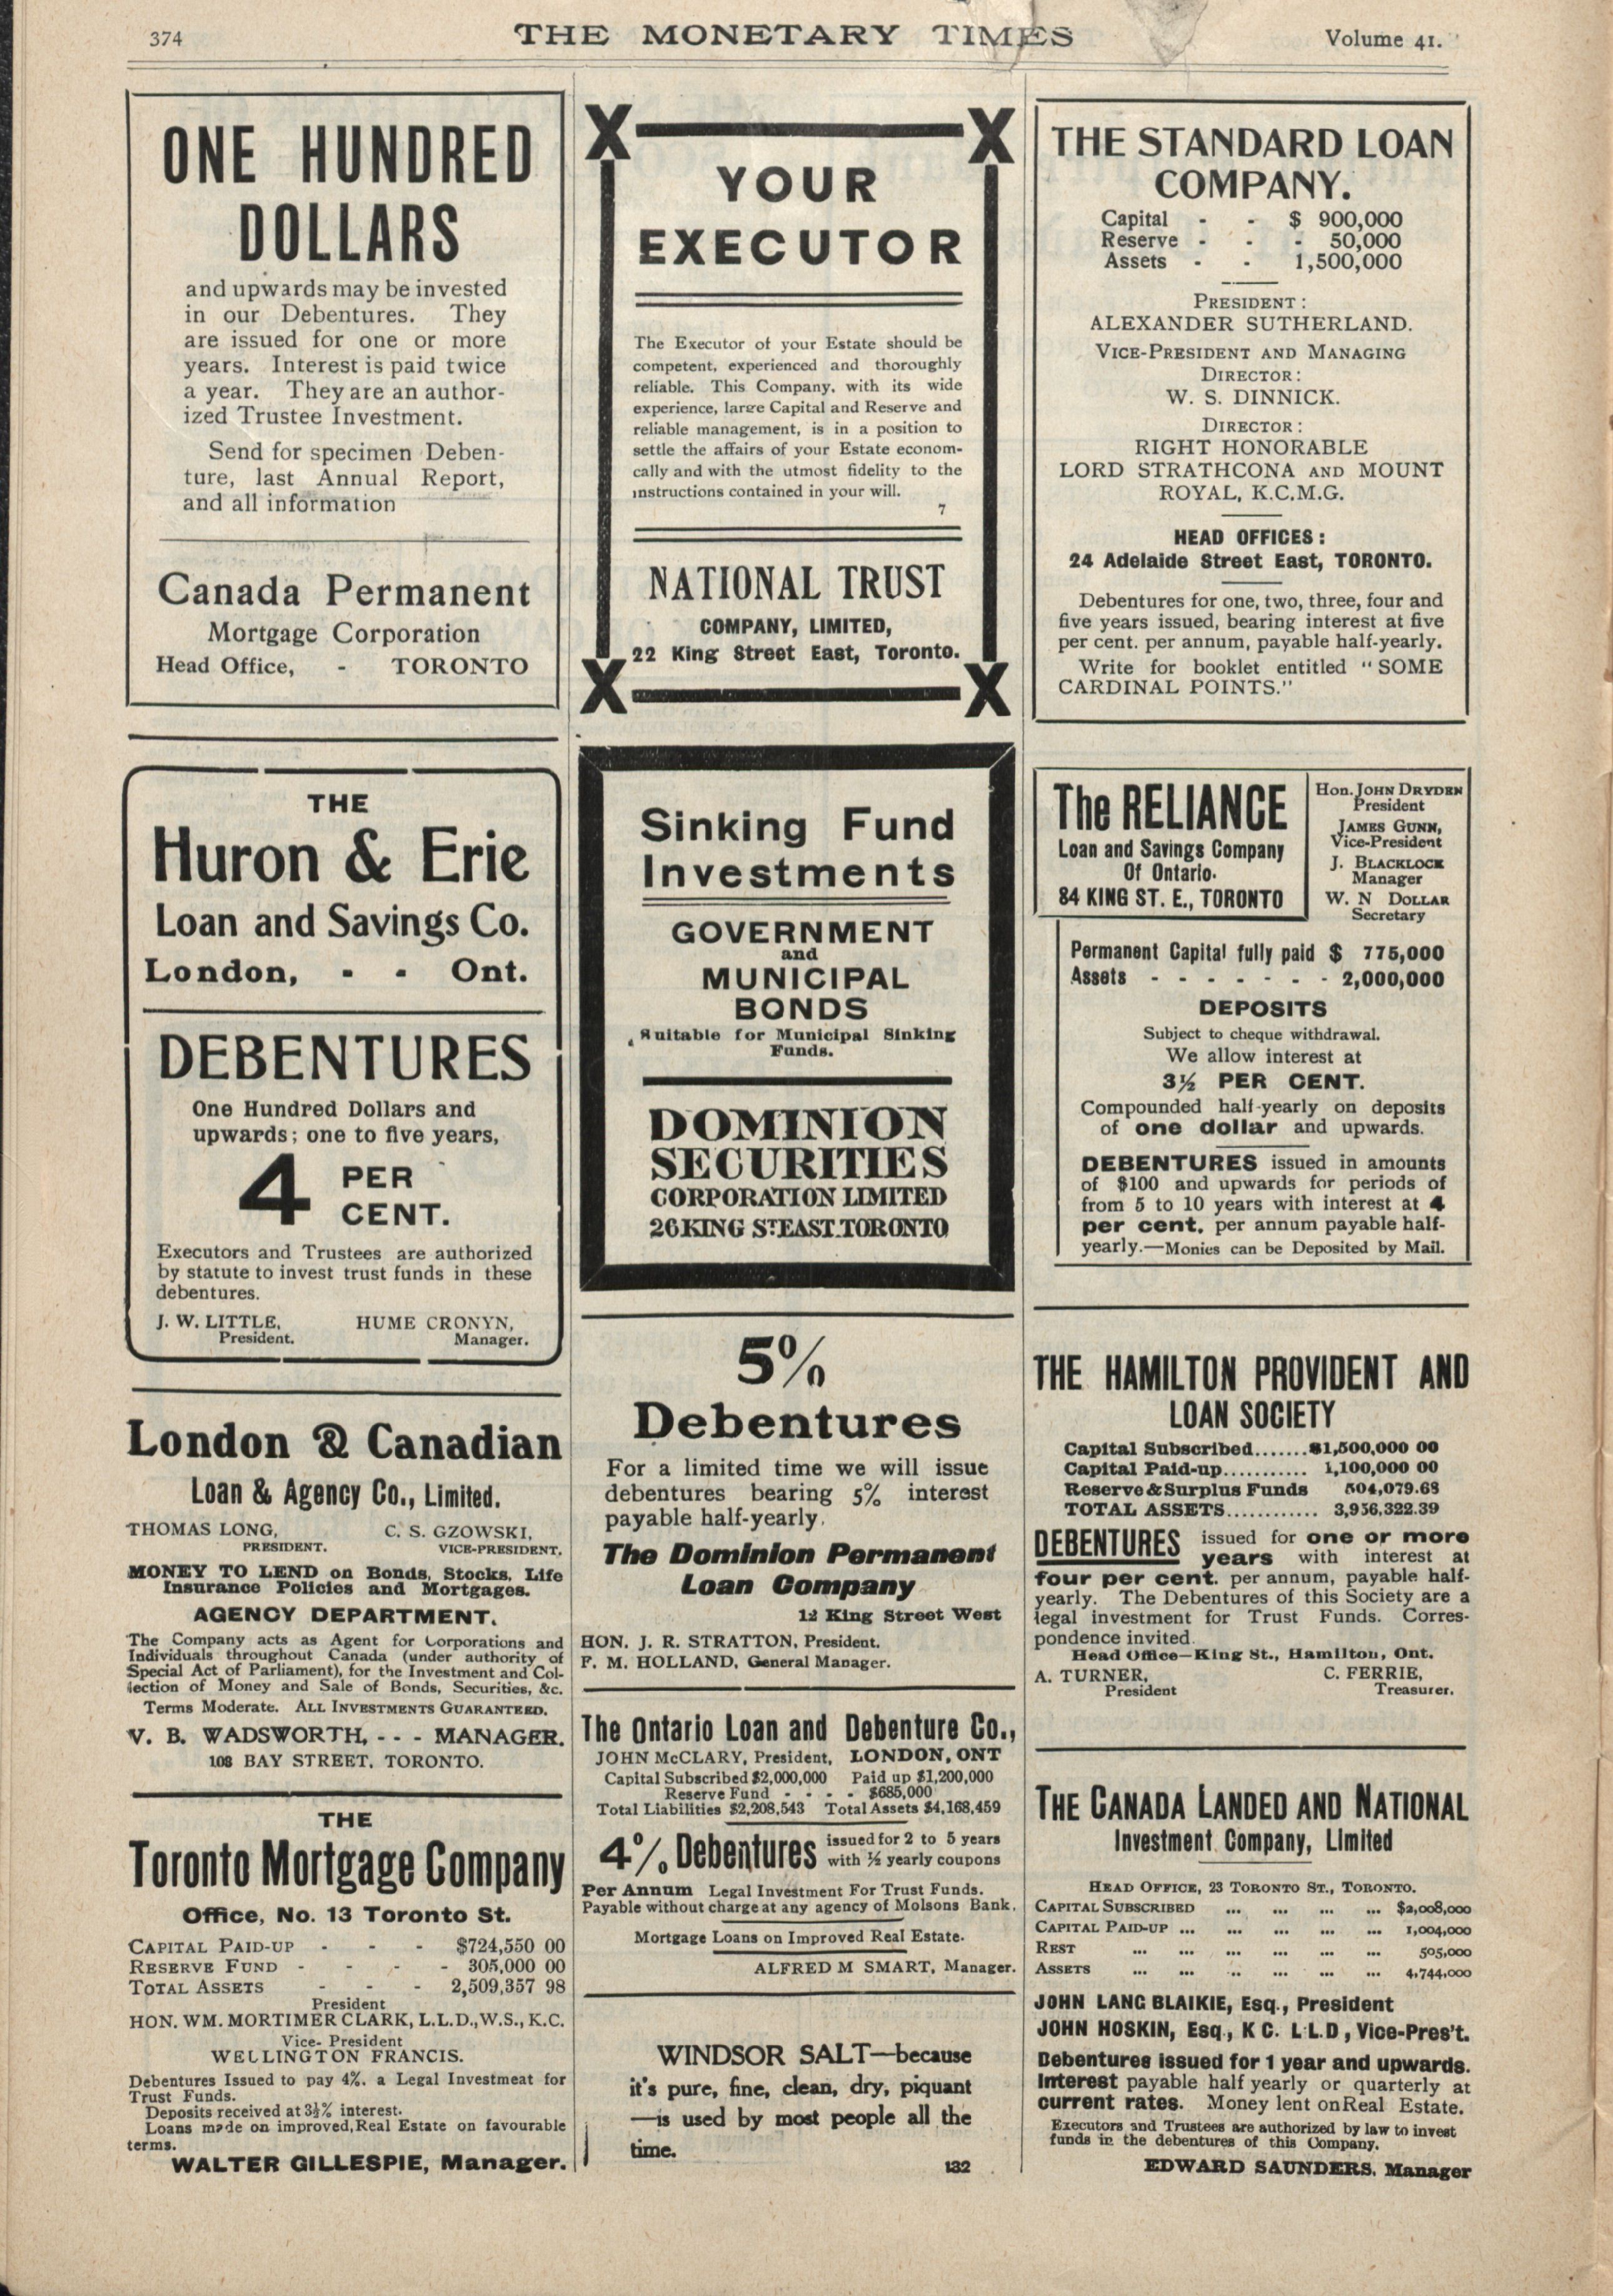 374
THE MONETARY TIMES
Volume 41.
ONE HUNDRED
DOLLARS
and upwards may be invested
in our Debentures. They
are issued for one or more
years. Interest is paid twice
a year. They are an author-
ized Trustee Investment.
Send for specimen Deben-
ture, last Annual Report,
and all information
Canada Permanent
Mortgage Corporation
Head Office, - TORONTO
THE
Huron & Erie
Loan and Savings Co.
London, - - Ont.
DEBENTURES
One Hundred Dollars and
upwards; one to five years,
4 PER
CENT.
Executors and Trustees are authorized
by statute to invest trust funds in these
debentures.
J. W. LITTLE, HUME CRONYN,
President. Manager.
London & Canadian
Loan & Agency Co., Limited.
THOMAS LONG, C. S. GZOWSKI,
PRESIDENT. VICE-PRESIDENT.
MONEY TO LEND on Bonds, Stocks, Life
Insurance Policies and Mortgages.
AGENCY DEPARTMENT.
The Company acts as Agent for Corporations and
Individuals throughout Canada (under authority of
Special Act of Parliament), for the Investment and Col-
lection of Money and Sale of Bonds, Securities, &c.
Terms Moderate. ALL INVESTMENTS GUARANTEED.
V. B. WADSWORTH, - - - MANAGER.
108 BAY STREET, TORONTO.
THE
Toronto Mortgage Company
Office, No. 13 Toronto St.
CAPITAL PAID-UP - - - $724,550 00
RESERVE FUND - - - - 305,000 00
TOTAL ASSETS - - - 2,509,357 98
President
HON. WM. MORTIMER CLARK, L.L.D., W.S., K.C.
Vice-President
WELLINGTON FRANCIS.
Debentures Issued to pay 4%. a Legal Investmeat for
Trust Funds.
Deposits received at 3½% interest.
Loans made on improved, Real Estate on favourable
terms.
WALTER GILLESPIE, Manager.
X X
YOUR
EXECUTOR
The Executor of your Estate should be
competent, experienced and thoroughly
reliable. This Company, with its wide
experience, large Capital and Reserve and
reliable management, is in a position to
settle the affairs of your Estate econom-
cally and with the utmost fidelity to the
instructions contained in your will.
7
NATIONAL TRUST
COMPANY, LIMITED,
22 King Street East, Toronto.
X X
Sinking Fund
Investments
GOVERNMENT
and
MUNICIPAL
BONDS
Suitable for Municipal Sinking
Funds.
DOMINION
SECURITIES
CORPORATION LIMITED
26 KING ST. EAST. TORONTO
5%
Debentures
For a limited time we will issue
debentures bearing 5% interest
payable half-yearly.
The Dominion Permanent
Loan Company
12 King Street West
HON. J. R. STRATTON, President.
F. M. HOLLAND, General Manager.
The Ontario Loan and Debenture Co.,
JOHN McCLARY, President, LONDON, ONT
Capital Subscribed $2,000,000 Paid up $1,200,000
Reserve Fund - - - - $685,000
Total Liabilities $2,208,543 Total Assets $4,168,459
4% Debentures issued for 2 to 5 years
with ½ yearly coupons
Per Annum Legal Investment For Trust Funds.
Payable without charge at any agency of Molsons Bank.
Mortgage Loans on Improved Real Estate.
ALFRED M SMART, Manager.
WINDSOR SALT—because
it's pure, fine, clean, dry, piquant
—is used by most people all the
time.
132
THE STANDARD LOAN
COMPANY.
Capital - - $ 900,000
Reserve - - - 50,000
Assets - - 1,500,000
PRESIDENT:
ALEXANDER SUTHERLAND.
VICE-PRESIDENT AND MANAGING
DIRECTOR:
W. S. DINNICK.
DIRECTOR:
RIGHT HONORABLE
LORD STRATHCONA AND MOUNT
ROYAL, K.C.M.G.
HEAD OFFICES:
24 Adelaide Street East, TORONTO.
Debentures for one, two, three, four and
five years issued, bearing interest at five
per cent. per annum, payable half-yearly.
Write for booklet entitled "SOME
CARDINAL POINTS."
The RELIANCE
Loan and Savings Company
Of Ontario.
84 KING ST. E., TORONTO
Hon. JOHN DRYDEN
President
JAMES GUNN,
Vice-President
J. BLACKLOCK
Manager
W. N DOLLAR
Secretary
Permanent Capital fully paid $ 775,000
Assets - - - - - - - 2,000,000
DEPOSITS
Subject to cheque withdrawal.
We allow interest at
3½ PER CENT.
Compounded half-yearly on deposits
of one dollar and upwards.
DEBENTURES issued in amounts
of $100 and upwards for periods of
from 5 to 10 years with interest at 4
per cent. per annum payable half-
yearly.—Monies can be Deposited by Mail.
THE HAMILTON PROVIDENT AND
LOAN SOCIETY
Capital Subscribed.......$1,500,000 00
Capital Paid-up........... 1,100,000 00
Reserve & Surplus Funds 504,079.68
TOTAL ASSETS............ 3,956,322.39
DEBENTURES issued for one or more
years with interest at
four per cent. per annum, payable half-
yearly. The Debentures of this Society are a
legal investment for Trust Funds. Corres-
pondence invited.
Head Office—King St., Hamilton, Ont.
A. TURNER, C. FERRIE,
President Treasurer.
THE CANADA LANDED AND NATIONAL
Investment Company, Limited
HEAD OFFICE, 23 TORONTO ST., TORONTO.
CAPITAL SUBSCRIBED ... ... ... ... $2,008,000
CAPITAL PAID-UP ... ... ... ... ... 1,004,000
REST ... ... ... ... ... ... 505,000
ASSETS ... ... .. ... ... ... 4,744,000
JOHN LANG BLAIKIE, Esq., President
JOHN HOSKIN, Esq., K C. L.L.D, Vice-Pres't.
Debentures issued for 1 year and upwards.
Interest payable half yearly or quarterly at
current rates. Money lent on Real Estate.
Executors and Trustees are authorized by law to invest
funds in the debentures of this Company.
EDWARD SAUNDERS, Manager